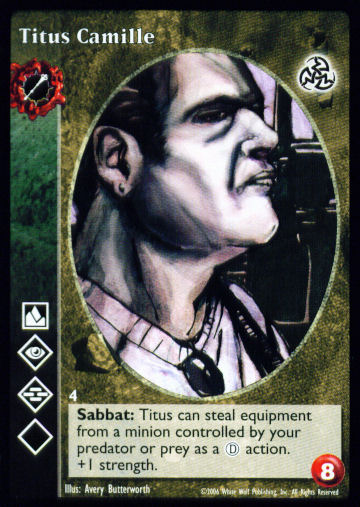 Titus Camille
4
Sabbat: Titus can steal equipment
from a minion controlled by your
predator or prey as a Ⓓ action.
+1 strength.
8
Illus: Avery Butterworth
©2006 White Wolf Publishing, Inc. All Rights Reserved